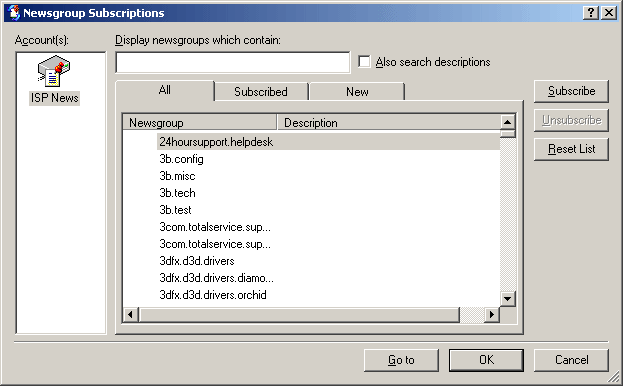 Newsgroup Subscriptions
Account(s):
ISP News
Display newsgroups which contain:
Also search descriptions
All Subscribed New
Newsgroup Description
24hoursupport.helpdesk
3b.config
3b.misc
3b.tech
3b.test
3com.totalservice.sup...
3com.totalservice.sup...
3dfx.d3d.drivers
3dfx.d3d.drivers.diamo...
3dfx.d3d.drivers.orchid
Subscribe
Unsubscribe
Reset List
Go to OK Cancel